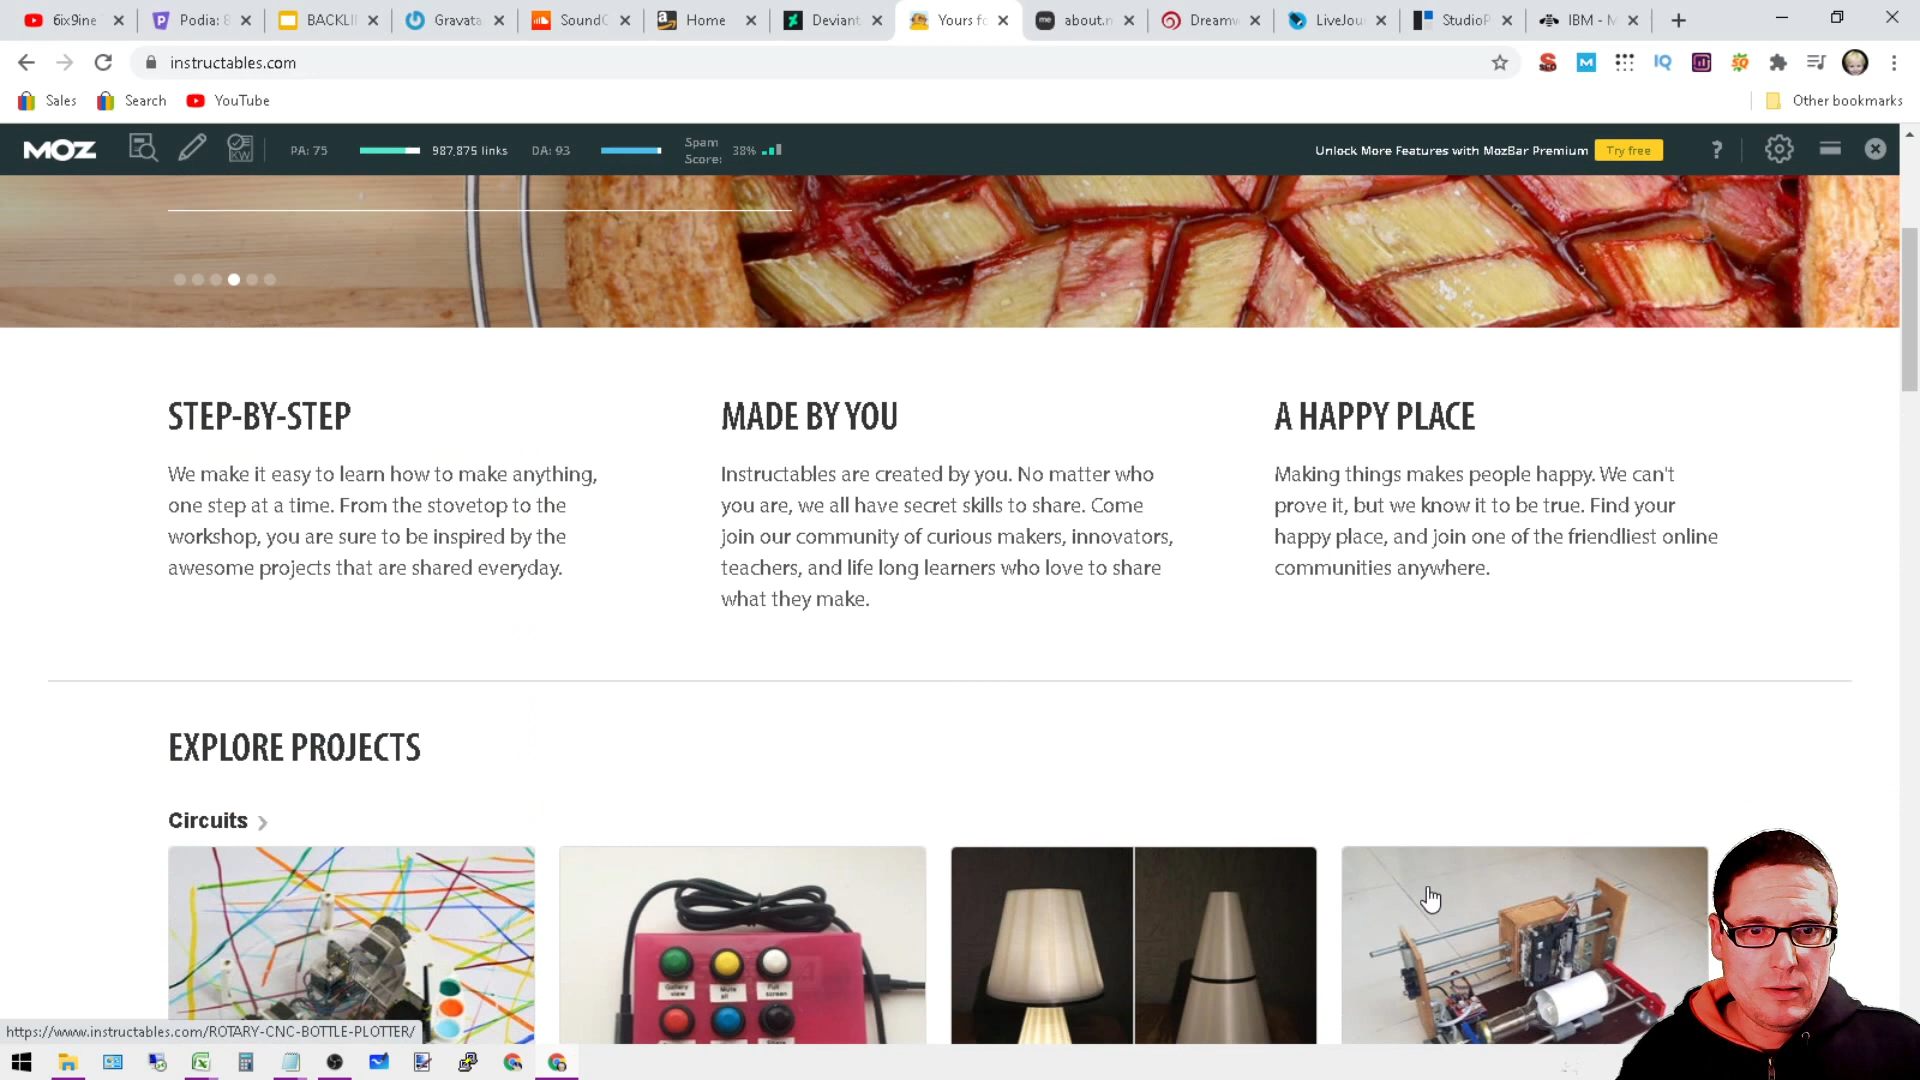 6ix9ine
Podia: 8
BACKLI
Gravata
SoundC
Home
Deviant
Yours fo
about.m
Dreamw
LiveJou
StudioP
IBM - M
instructables.com
Sales
Search
YouTube
Other bookmarks
MOZ
PA: 75
987,875 links
DA: 93
Spam
Score:
38%
Unlock More Features with MozBar Premium
Try free
STEP-BY-STEP
We make it easy to learn how to make anything,
one step at a time. From the stovetop to the
workshop, you are sure to be inspired by the
awesome projects that are shared everyday.
MADE BY YOU
Instructables are created by you. No matter who
you are, we all have secret skills to share. Come
join our community of curious makers, innovators,
teachers, and life long learners who love to share
what they make.
A HAPPY PLACE
Making things makes people happy. We can't
prove it, but we know it to be true. Find your
happy place, and join one of the friendliest online
communities anywhere.
EXPLORE PROJECTS
Circuits
Gallery
view
Mute
all
Full
screen
https://www.instructables.com/ROTARY-CNC-BOTTLE-PLOTTER/